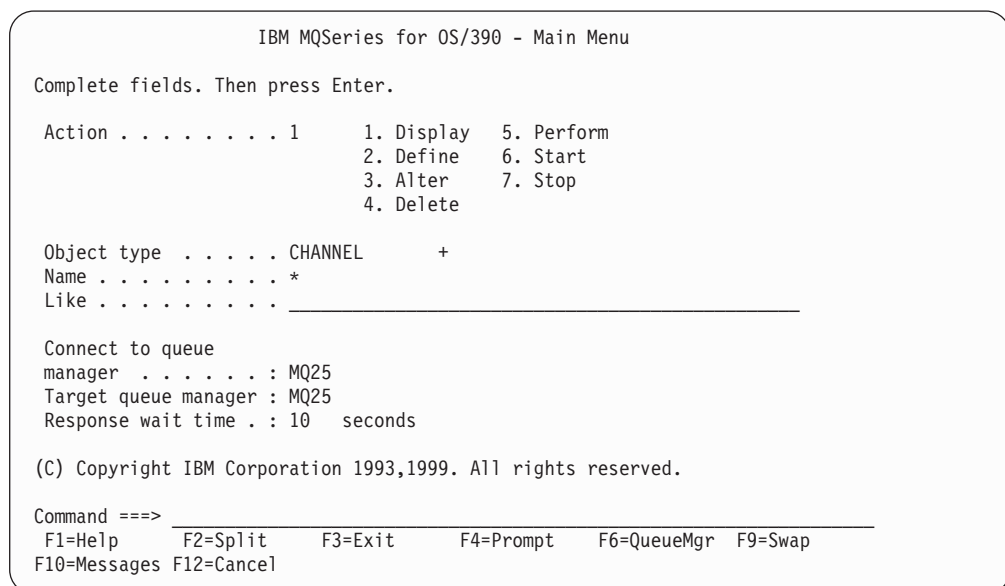 IBM MQSeries for OS/390 - Main Menu
Complete fields. Then press Enter.
Action . . . . . . . . 1 1. Display 5. Perform
2. Define 6. Start
3. Alter 7. Stop
4. Delete
Object type . . . . . CHANNEL +
Name . . . . . . . . . *
Like . . . . . . . . . ________________________________________________
Connect to queue
manager . . . . . . : MQ25
Target queue manager : MQ25
Response wait time . : 10 seconds
(C) Copyright IBM Corporation 1993,1999. All rights reserved.
Command ===> __________________________________________________________________
F1=Help F2=Split F3=Exit F4=Prompt F6=QueueMgr F9=Swap
F10=Messages F12=Cancel